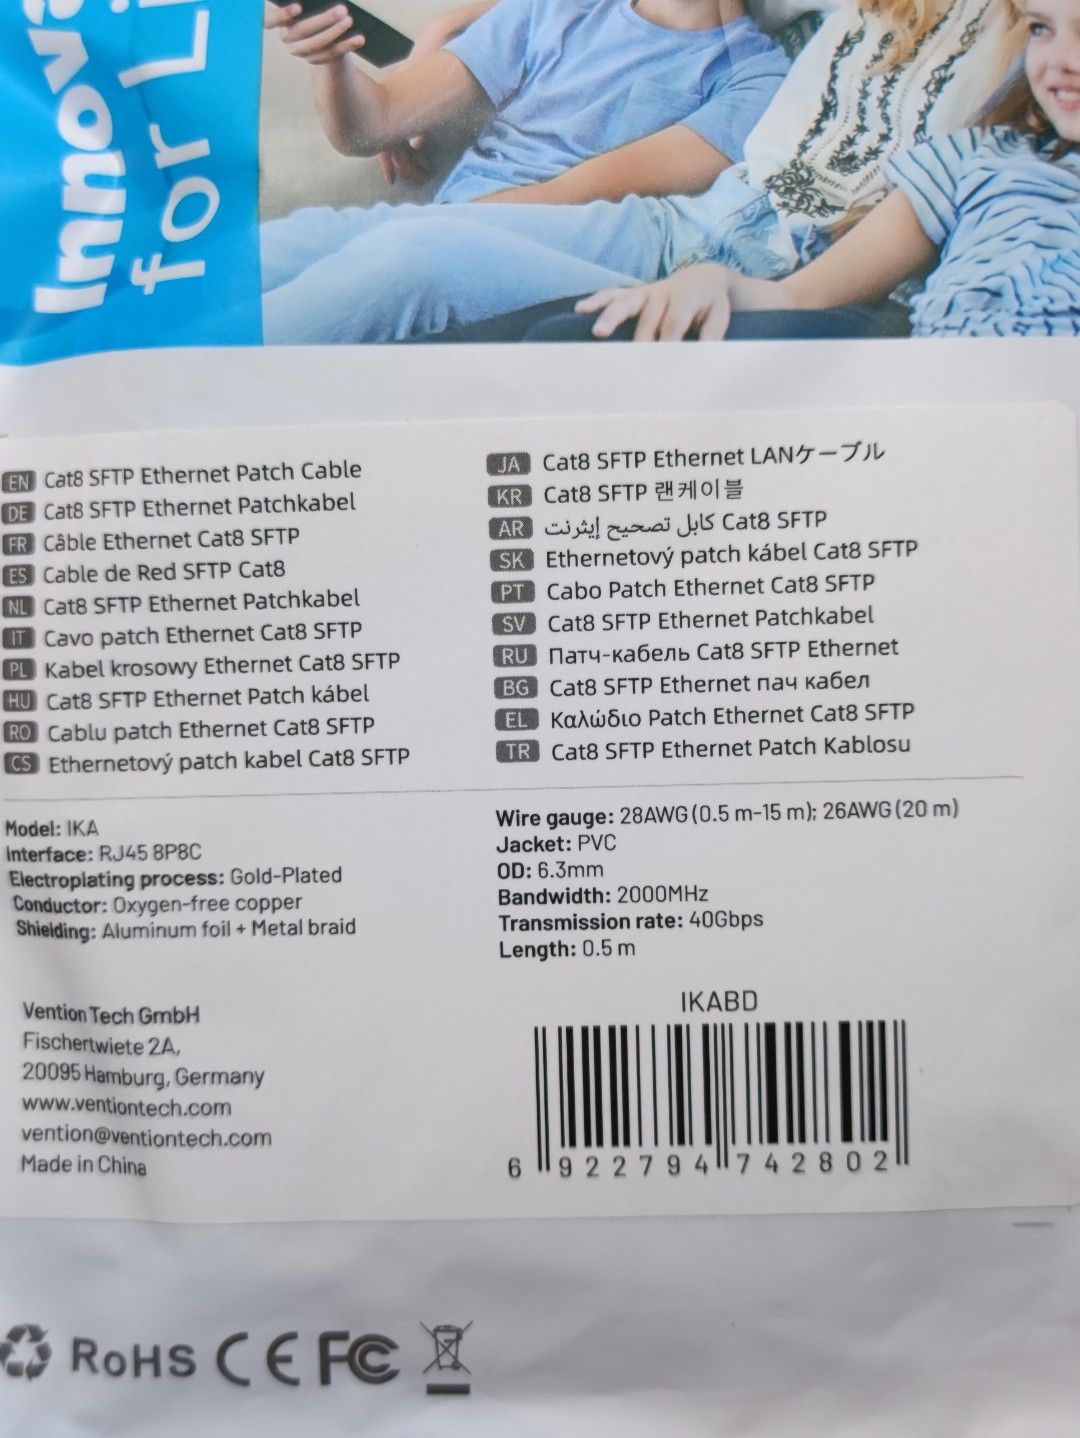 for
EN Cat8 SFTP Ethernet Patch Cable
DE Cat8 SFTP Ethernet Patchkabel
FR Câble Ethernet Cat8 SFTP
ES Cable de Red SFTP Cat8
NL Cat8 SFTP Ethernet Patchkabel
IT Cavo patch Ethernet Cat8 SFTP
PL Kabel krosowy Ethernet Cat8 SFTP
HU Cat8 SFTP Ethernet Patch kábel
RO Cablu patch Ethernet Cat8 SFTP
CS Ethernetový patch kabel Cat8 SFTP
JA Cat8 SFTP Ethernet LANケーブル
KR Cat8 SFTP 랜케이블
AR كابل تصحيح إيثرنت Cat8 SFTP
SK Ethernetový patch kábel Cat8 SFTP
PT Cabo Patch Ethernet Cat8 SFTP
SV Cat8 SFTP Ethernet Patchkabel
RU Патч-кабель Cat8 SFTP Ethernet
BG Cat8 SFTP Ethernet пач кабел
EL Καλώδιο Patch Ethernet Cat8 SFTP
TR Cat8 SFTP Ethernet Patch Kablosu
Model: IKA
Interface: RJ45 8P8C
Electroplating process: Gold-Plated
Conductor: Oxygen-free copper
Shielding: Aluminum foil + Metal braid
Wire gauge: 28AWG (0.5 m-15 m); 26AWG (20 m)
Jacket: PVC
OD: 6.3mm
Bandwidth: 2000MHz
Transmission rate: 40Gbps
Length: 0.5 m
Vention Tech GmbH
Fischertwiete 2A,
20095 Hamburg, Germany
www.ventiontech.com
vention@ventiontech.com
Made in China
IKABD
6 922794 742802
RoHS CE FC